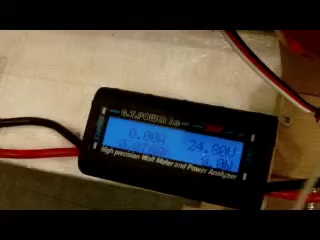 G.T.POWER
0.00A 24.80V
0.0W
High precision Watt Meter and Power Analyzer